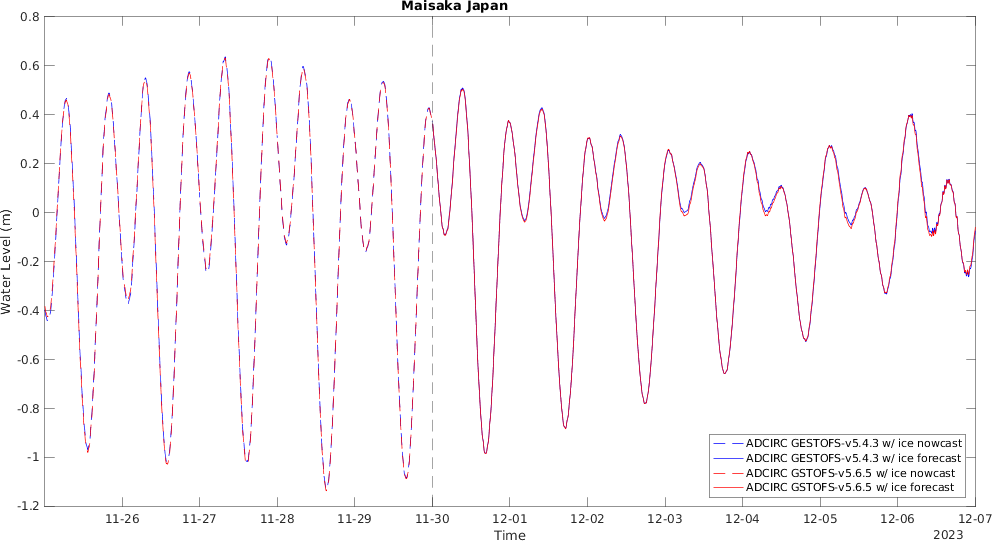 Maisaka Japan
0.8
0.6
0.4
0.2
0
-0.2
-0.4
-0.6
-0.8
-1
-1.2
Water Level (m)
11-26 11-27 11-28 11-29 11-30 12-01 12-02 12-03 12-04 12-05 12-06 12-07
Time
2023
ADCIRC GESTOFS-v5.4.3 w/ ice nowcast
ADCIRC GESTOFS-v5.4.3 w/ ice forecast
ADCIRC GSTOFS-v5.6.5 w/ ice nowcast
ADCIRC GSTOFS-v5.6.5 w/ ice forecast